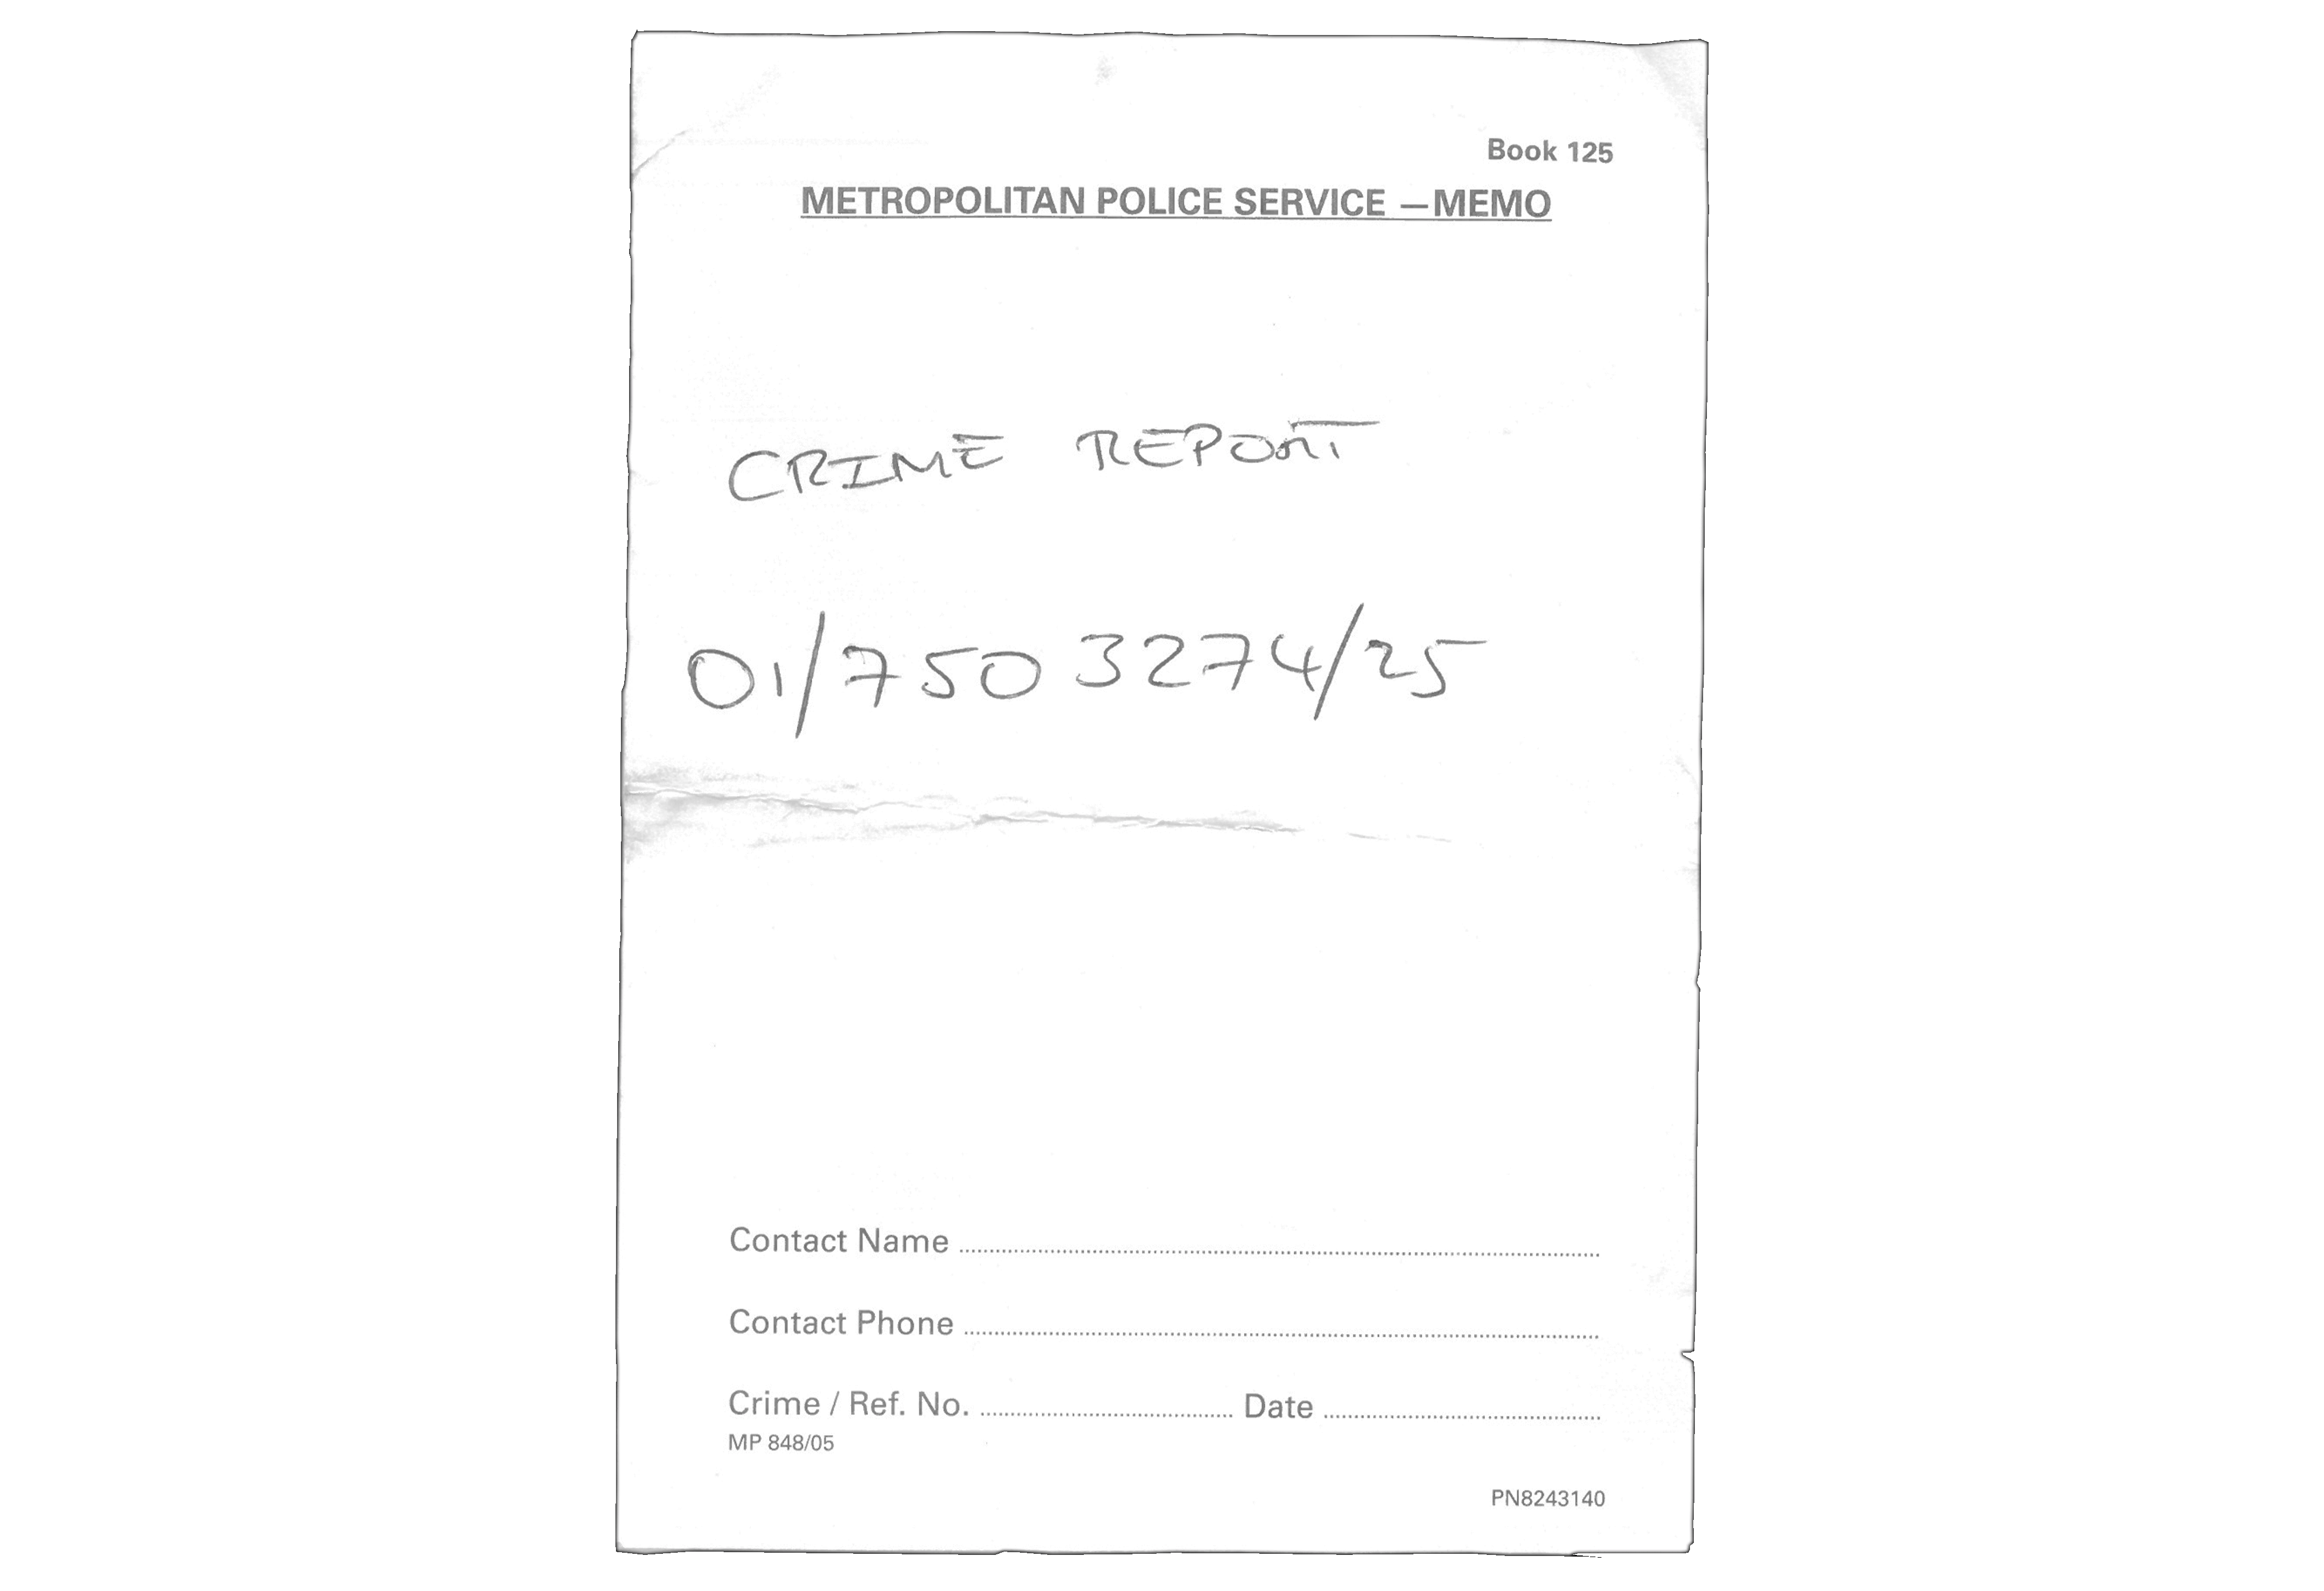 Book 125
METROPOLITAN POLICE SERVICE — MEMO
CRIME REPORT
01/7503274/25
Contact Name
Contact Phone
Crime / Ref. No. Date
MP 848/05
PN8243140